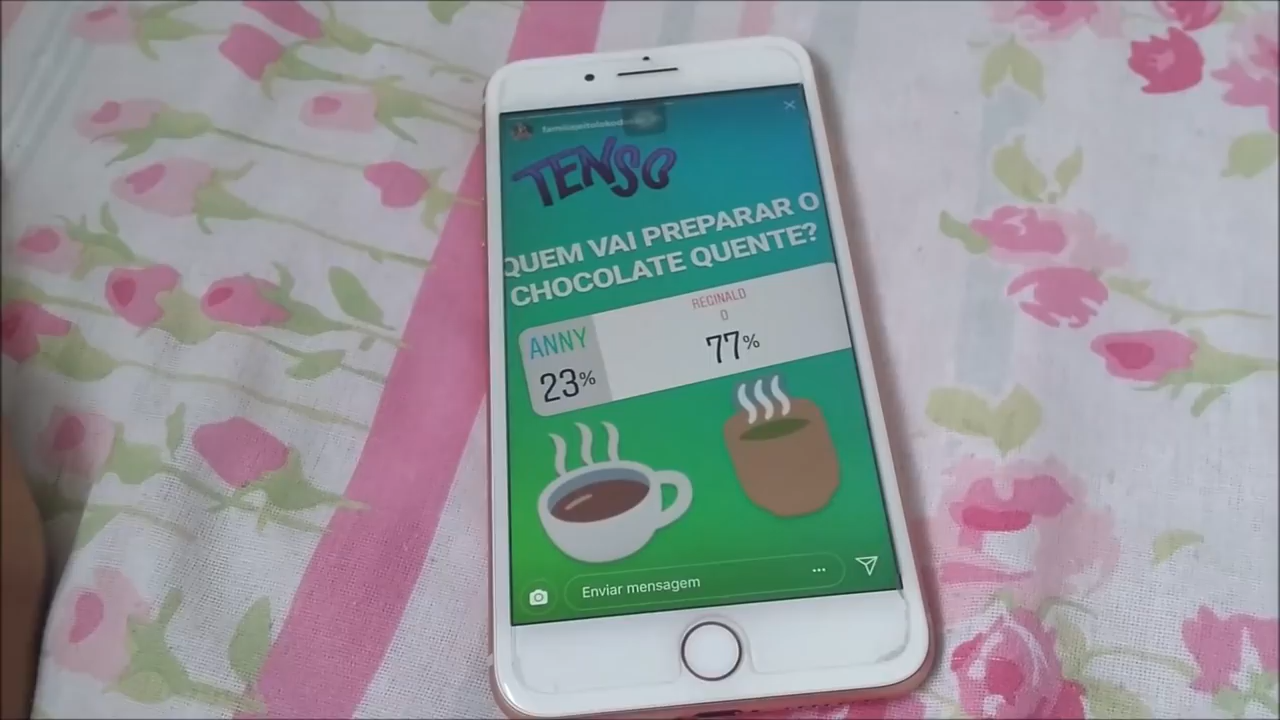 TENSO
QUEM VAI PREPARAR O
CHOCOLATE QUENTE?
ANNY
23%
REGINALD
O
77%
Enviar mensagem